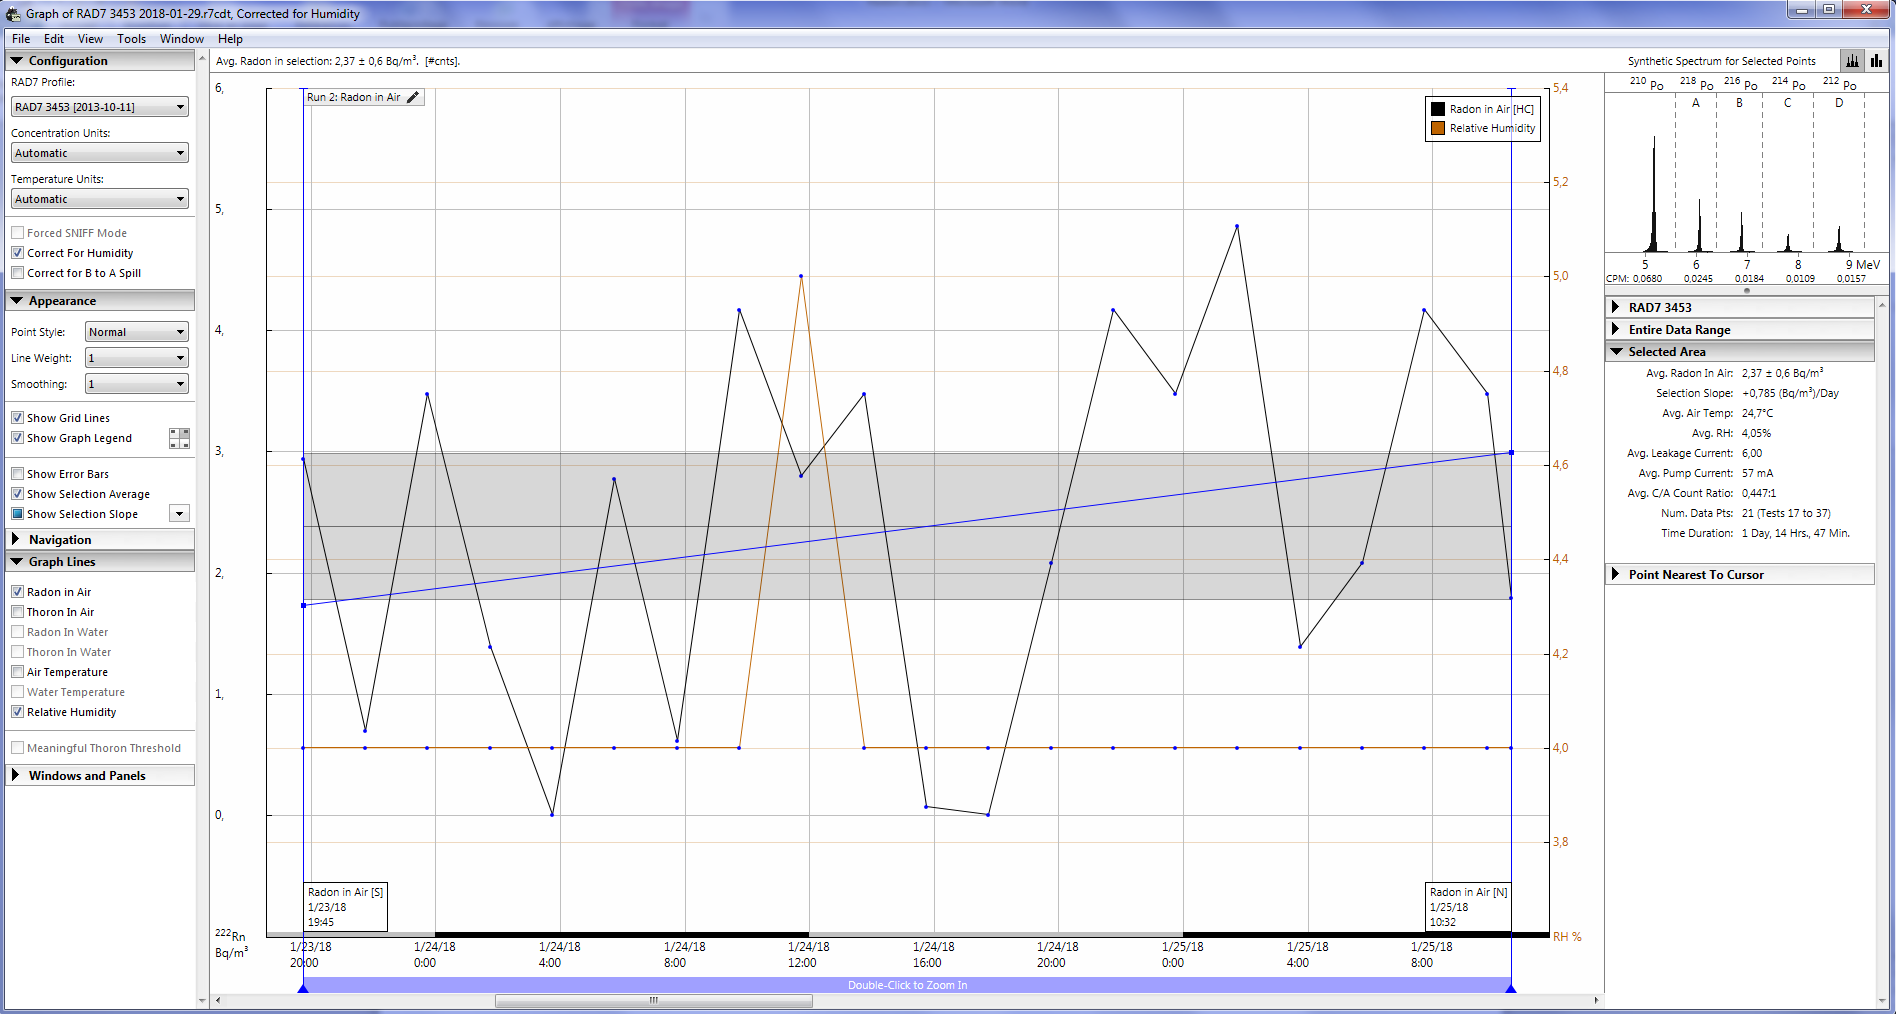 Graph of RAD7 3453 2018-01-29.r7cdt, Corrected for Humidity
File Edit View Tools Window Help
Configuration
RAD7 Profile:
RAD7 3453 [2013-10-11]
Concentration Units:
Automatic
Temperature Units:
Automatic
Forced SNIFF Mode
Correct For Humidity
Correct for B to A Spill
Appearance
Point Style: Normal
Line Weight: 1
Smoothing: 1
Show Grid Lines
Show Graph Legend
Show Error Bars
Show Selection Average
Show Selection Slope
Navigation
Graph Lines
Radon in Air
Thoron In Air
Radon In Water
Thoron In Water
Air Temperature
Water Temperature
Relative Humidity
Meaningful Thoron Threshold
Windows and Panels
Avg. Radon in selection: 2,37 ± 0,6 Bq/m³. [#cnts].
Run 2: Radon in Air
Radon in Air [HC]
Relative Humidity
6,
5,
4,
3,
2,
1,
0,
²²²Rn
Bq/m³
5,4
5,2
5,0
4,8
4,6
4,4
4,2
4,0
3,8
RH %
Radon in Air [S]
1/23/18
19:45
Radon in Air [N]
1/25/18
10:32
1/23/18 1/24/18 1/24/18 1/24/18 1/24/18 1/24/18 1/24/18 1/25/18 1/25/18 1/25/18
20:00 0:00 4:00 8:00 12:00 16:00 20:00 0:00 4:00 8:00
Double-Click to Zoom In
Synthetic Spectrum for Selected Points
²¹⁰Po ²¹⁸Po ²¹⁶Po ²¹⁴Po ²¹²Po
A B C D
5 6 7 8 9 MeV
CPM: 0,0680 0,0245 0,0184 0,0109 0,0157
RAD7 3453
Entire Data Range
Selected Area
Avg. Radon In Air: 2,37 ± 0,6 Bq/m³
Selection Slope: +0,785 (Bq/m³)/Day
Avg. Air Temp: 24,7°C
Avg. RH: 4,05%
Avg. Leakage Current: 6,00
Avg. Pump Current: 57 mA
Avg. C/A Count Ratio: 0,447:1
Num. Data Pts: 21 (Tests 17 to 37)
Time Duration: 1 Day, 14 Hrs., 47 Min.
Point Nearest To Cursor